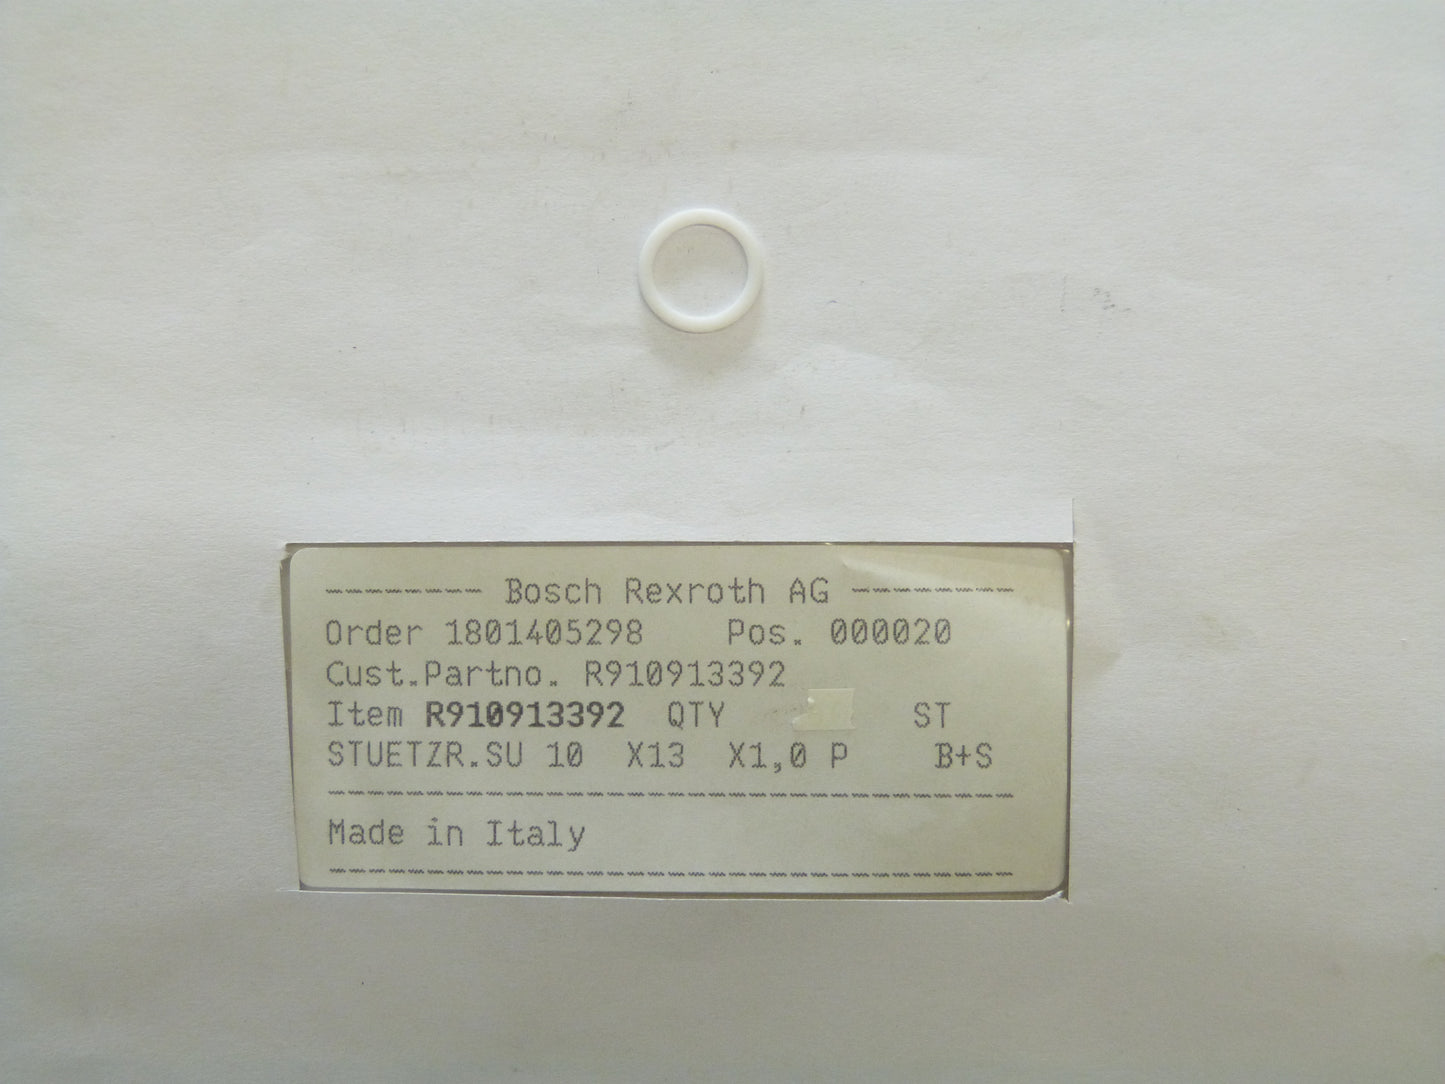 -------- Bosch Rexroth AG --------
Order 1801405298 Pos. 000020
Cust.Partno. R910913392
Item R910913392 QTY ST
STUETZR.SU 10 X13 X1,0 P B+S
-----------------------------------
Made in Italy
-----------------------------------